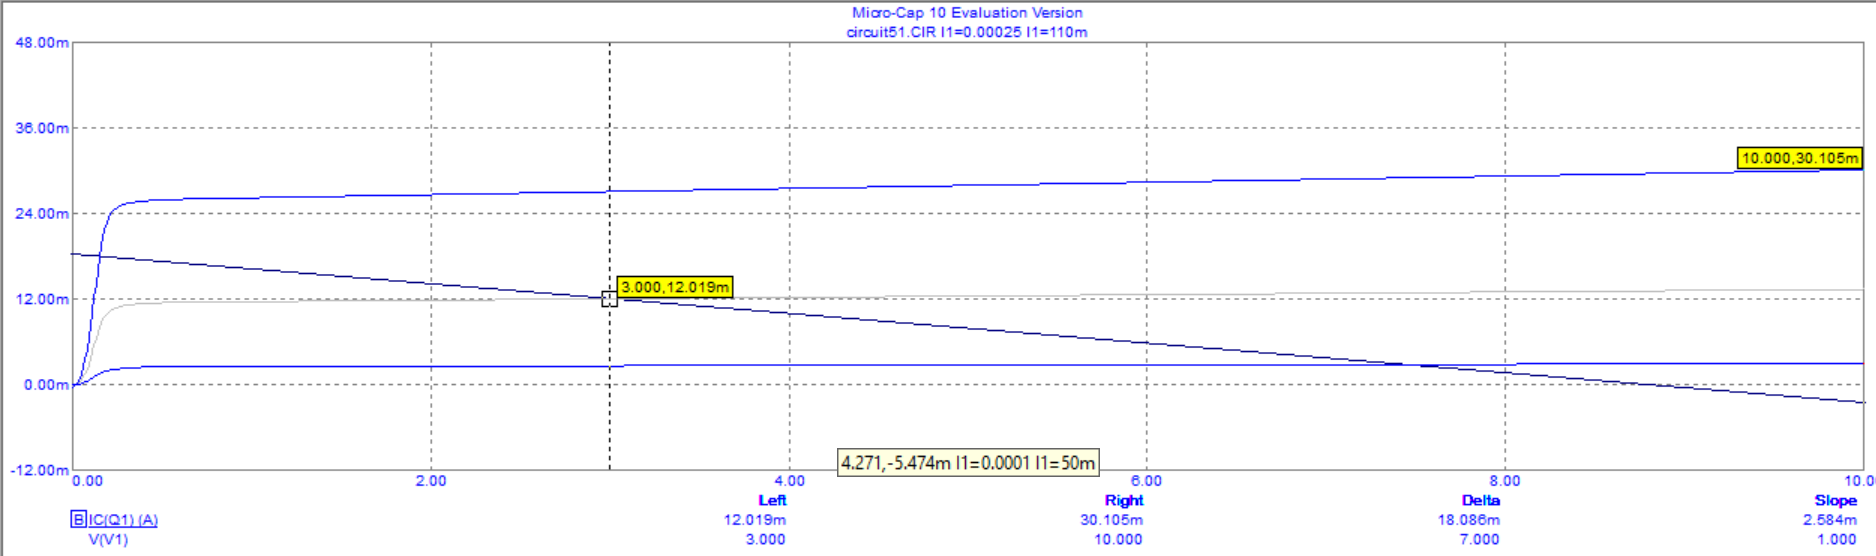 Micro-Cap 10 Evaluation Version
circuit51.CIR I1=0.00025 I1=110m
48.00m
36.00m
10.000,30.105m
24.00m
3.000,12.019m
12.00m
0.00m
4.271,-5.474m I1=0.0001 I1=50m
-12.00m
0.00 2.00 4.00 6.00 8.00 10.0
Left Right Delta Slope
B IC(Q1) (A) 12.019m 30.105m 18.086m 2.584m
V(V1) 3.000 10.000 7.000 1.000